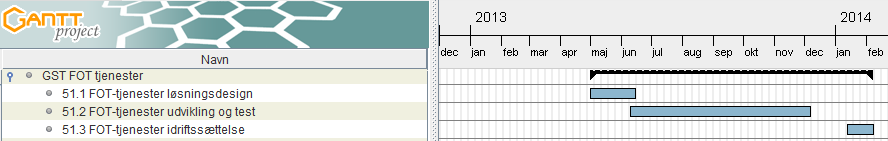 GANTT project
2013 2014
dec jan feb mar apr maj jun jul aug sep okt nov dec jan feb
Navn
GST FOT tjenester
51.1 FOT-tjenester løsningsdesign
51.2 FOT-tjenester udvikling og test
51.3 FOT-tjenester idriftssættelse